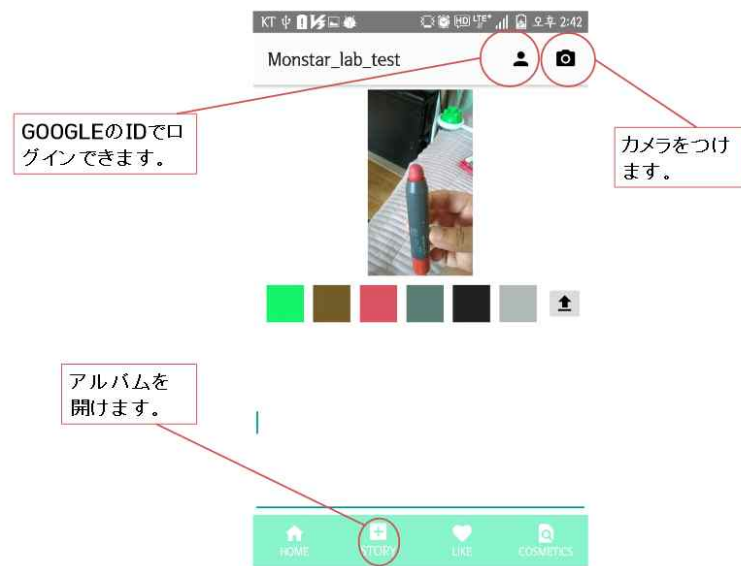 KT
HD LTE 오후 2:42
Monstar_lab_test
GOOGLEのIDでロ
グインできます。
カメラをつけ
ます。
アルバムを
開けます。
HOME
STORY
LIKE
COSMETICS